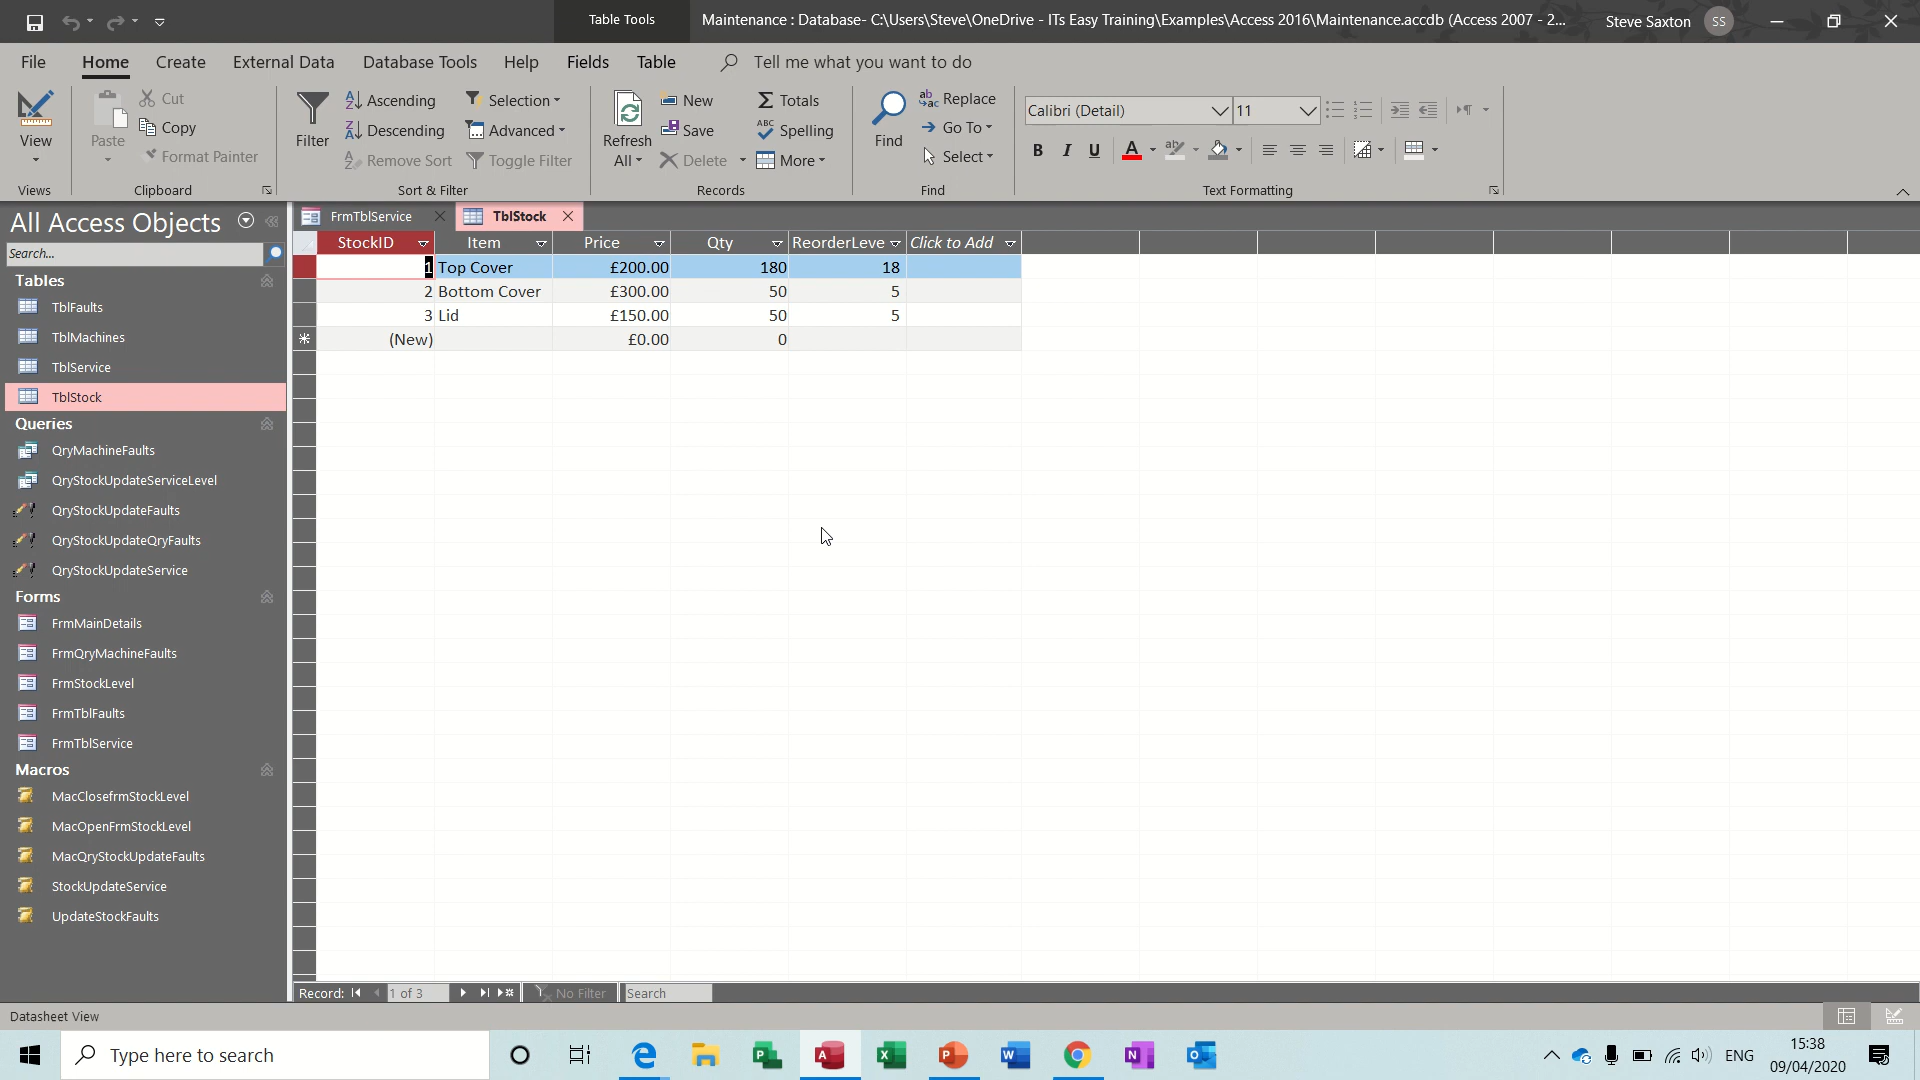 Table Tools
Maintenance : Database- C:\Users\Steve\OneDrive - ITs Easy Training\Examples\Access 2016\Maintenance.accdb (Access 2007 - 2...
Steve Saxton
SS
File Home Create External Data Database Tools Help Fields Table Tell me what you want to do
View
Views
Paste
Cut
Copy
Format Painter
Clipboard
Filter
Ascending
Descending
Remove Sort
Selection
Advanced
Toggle Filter
Sort & Filter
Refresh
All
New
Save
Delete
Totals
Spelling
More
Records
Find
Replace
Go To
Select
Find
Calibri (Detail) 11
B I U A
Text Formatting
All Access Objects
Search...
Tables
TblFaults
TblMachines
TblService
TblStock
Queries
QryMachineFaults
QryStockUpdateServiceLevel
QryStockUpdateFaults
QryStockUpdateQryFaults
QryStockUpdateService
Forms
FrmMainDetails
FrmQryMachineFaults
FrmStockLevel
FrmTblFaults
FrmTblService
Macros
MacClosefrmStockLevel
MacOpenFrmStockLevel
MacQryStockUpdateFaults
StockUpdateService
UpdateStockFaults
FrmTblService TblStock
StockID Item Price Qty ReorderLeve Click to Add
1 Top Cover £200.00 180 18
2 Bottom Cover £300.00 50 5
3 Lid £150.00 50 5
(New) £0.00 0
Record: 1 of 3 No Filter Search
Datasheet View
Type here to search
ENG
15:38
09/04/2020